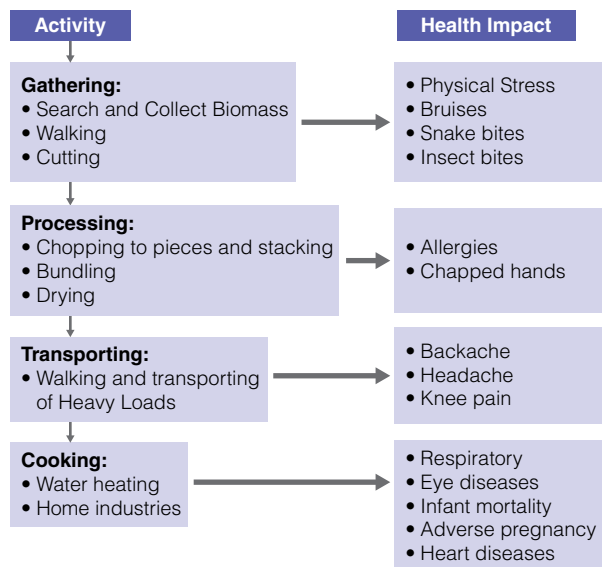 Activity
Health Impact
Gathering:
• Search and Collect Biomass
• Walking
• Cutting
• Physical Stress
• Bruises
• Snake bites
• Insect bites
Processing:
• Chopping to pieces and stacking
• Bundling
• Drying
• Allergies
• Chapped hands
Transporting:
• Walking and transporting
of Heavy Loads
• Backache
• Headache
• Knee pain
Cooking:
• Water heating
• Home industries
• Respiratory
• Eye diseases
• Infant mortality
• Adverse pregnancy
• Heart diseases